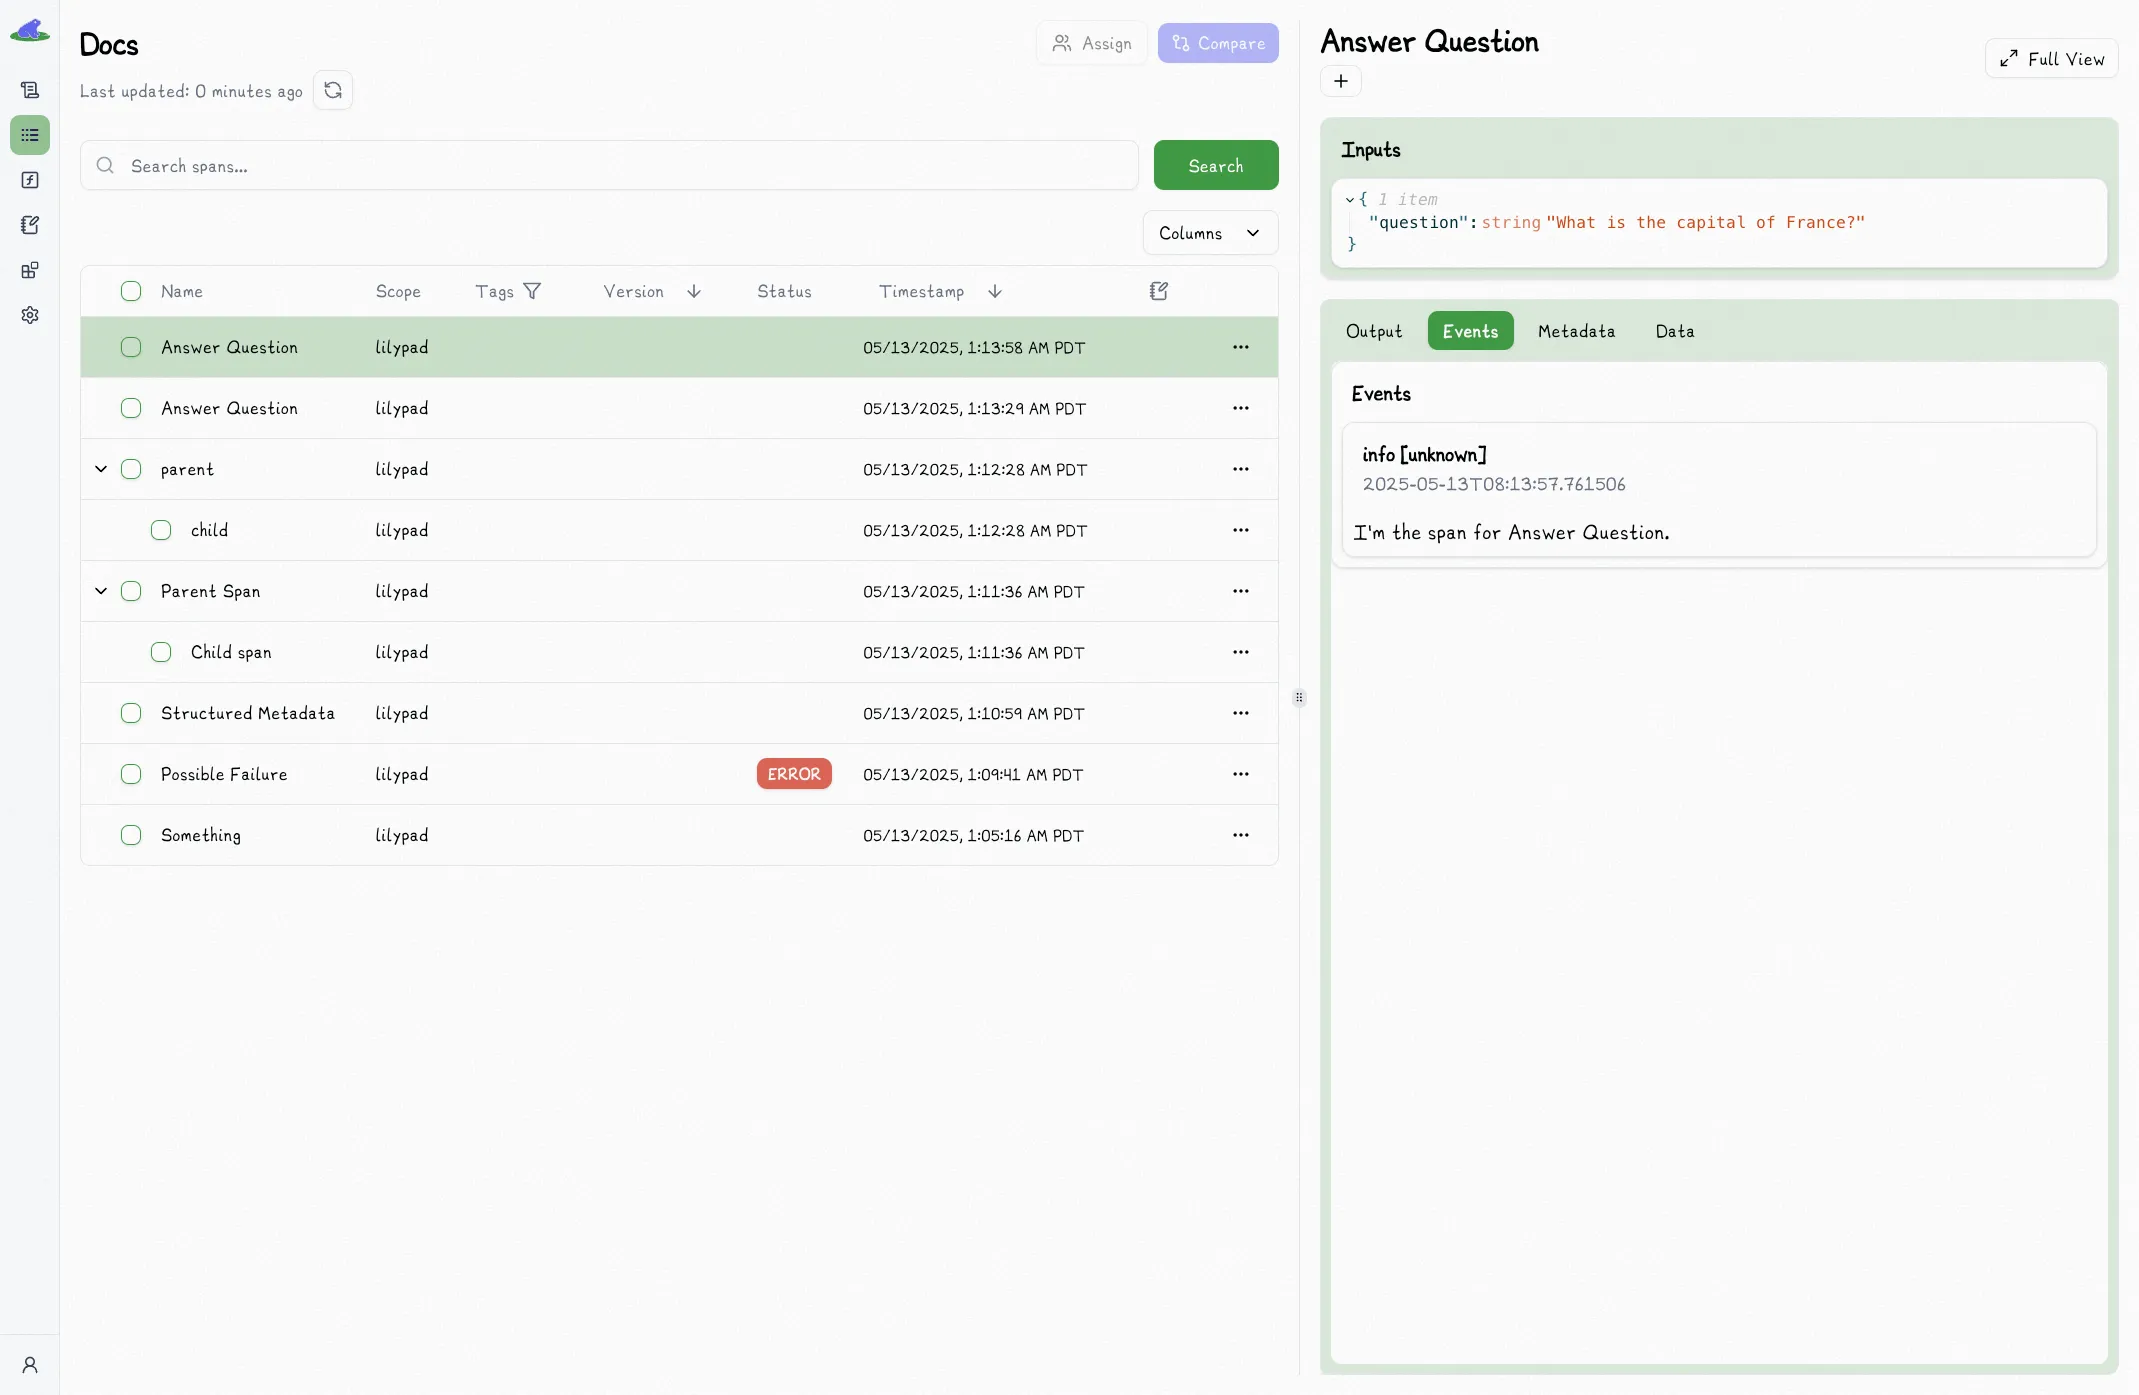 Docs
Assign
Compare
Last updated: 0 minutes ago
Search spans...
Search
Columns
Name Scope Tags Version Status Timestamp
Answer Question lilypad 05/13/2025, 1:13:58 AM PDT
Answer Question lilypad 05/13/2025, 1:13:29 AM PDT
parent lilypad 05/13/2025, 1:12:28 AM PDT
child lilypad 05/13/2025, 1:12:28 AM PDT
Parent Span lilypad 05/13/2025, 1:11:36 AM PDT
Child span lilypad 05/13/2025, 1:11:36 AM PDT
Structured Metadata lilypad 05/13/2025, 1:10:59 AM PDT
Possible Failure lilypad ERROR 05/13/2025, 1:09:41 AM PDT
Something lilypad 05/13/2025, 1:05:16 AM PDT
Answer Question
Full View
Inputs
{ 1 item
"question": string "What is the capital of France?"
}
Output Events Metadata Data
Events
info [unknown]
2025-05-13T08:13:57.761506
I'm the span for Answer Question.